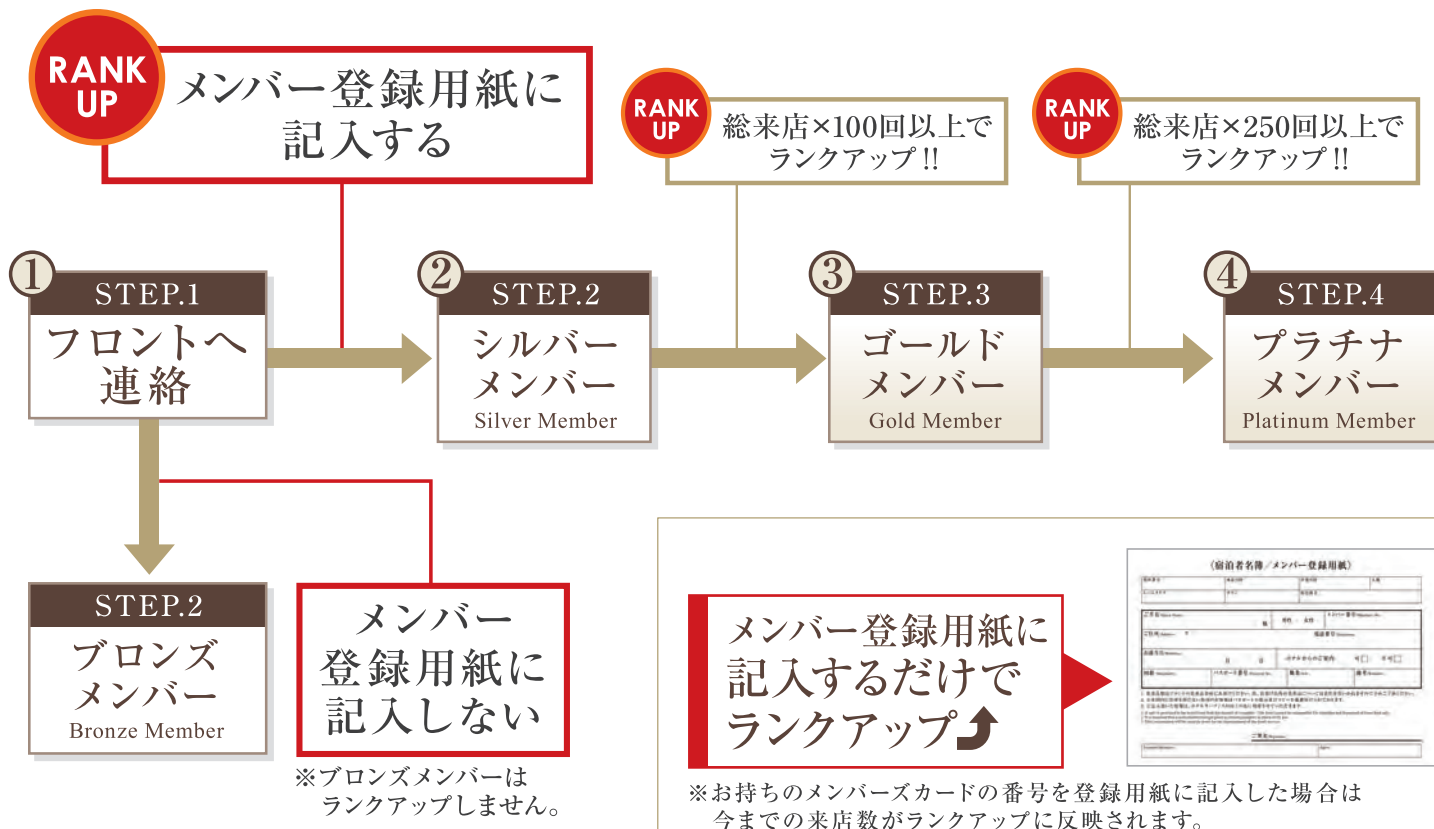 RANK
UP
メンバー登録用紙に
記入する
RANK
UP
総来店×100回以上で
ランクアップ!!
RANK
UP
総来店×250回以上で
ランクアップ!!
1
STEP.1
フロントへ
連絡
2
STEP.2
シルバー
メンバー
Silver Member
3
STEP.3
ゴールド
メンバー
Gold Member
4
STEP.4
プラチナ
メンバー
Platinum Member
STEP.2
ブロンズ
メンバー
Bronze Member
メンバー
登録用紙に
記入しない
※ブロンズメンバーは
ランクアップしません。
メンバー登録用紙に
記入するだけで
ランクアップ
(宿泊者名簿/メンバー登録用紙)
※お持ちのメンバーズカードの番号を登録用紙に記入した場合は
今までの来店数がランクアップに反映されます。